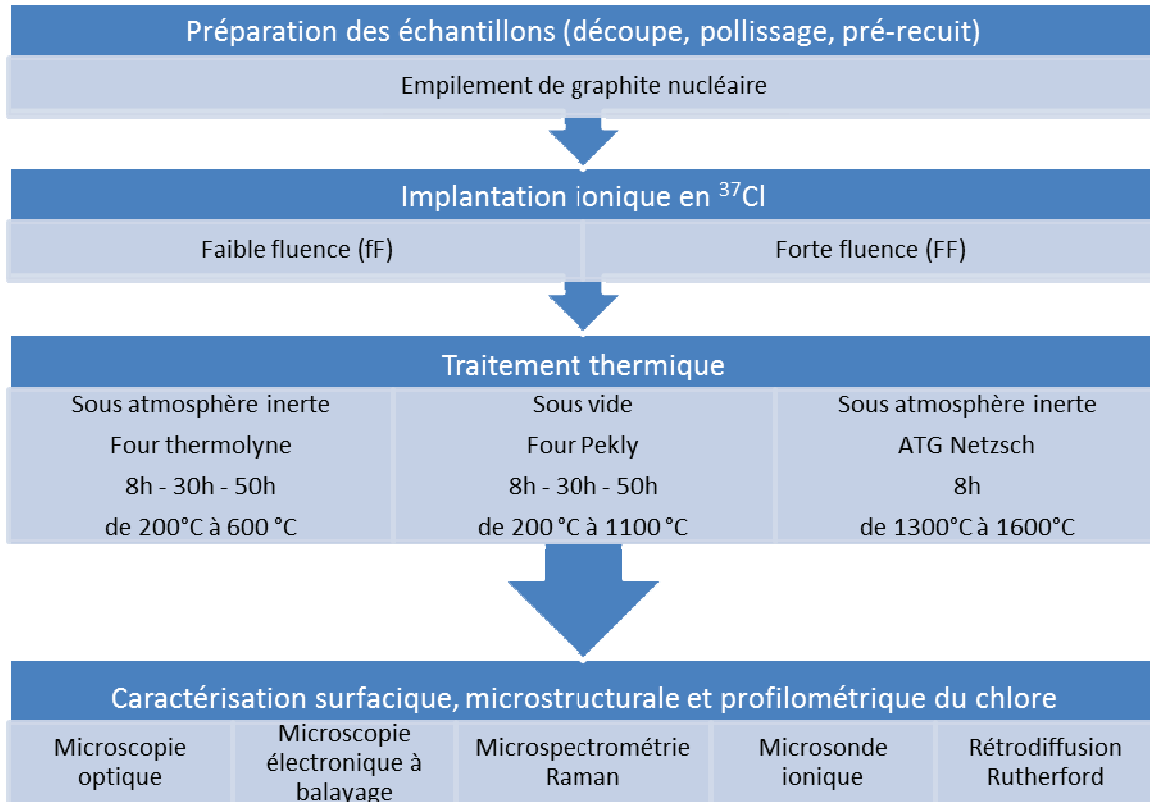 Préparation des échantillons (découpe, pollissage, pré-recuit)
Empilement de graphite nucléaire
Implantation ionique en ³⁷Cl
Faible fluence (fF)
Forte fluence (FF)
Traitement thermique
Sous atmosphère inerte
Four thermolyne
8h - 30h - 50h
de 200°C à 600 °C
Sous vide
Four Pekly
8h - 30h - 50h
de 200 °C à 1100 °C
Sous atmosphère inerte
ATG Netzsch
8h
de 1300°C à 1600°C
Caractérisation surfacique, microstructurale et profilométrique du chlore
Microscopie
optique
Microscopie
électronique à
balayage
Microspectrométrie
Raman
Microsonde
ionique
Rétrodiffusion
Rutherford